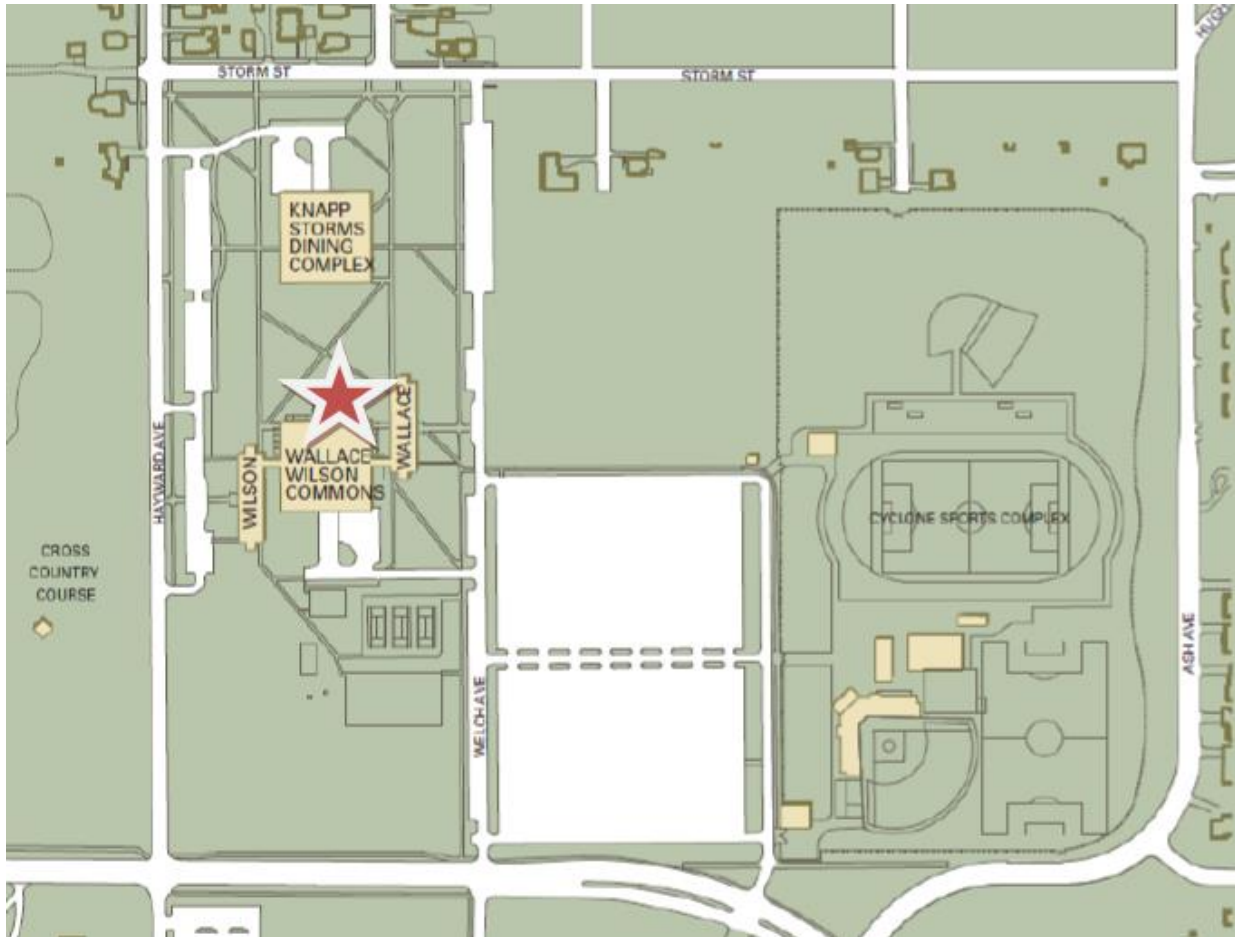 STORM ST
STORM ST
KNAPP
STORMS
DINING
COMPLEX
HAYWARD AVE
WALLACE
WALLACE
WILSON
COMMONS
WILSON
CYCLONE SPORTS COMPLEX
CROSS
COUNTRY
COURSE
ASH AVE
WELCH AVE